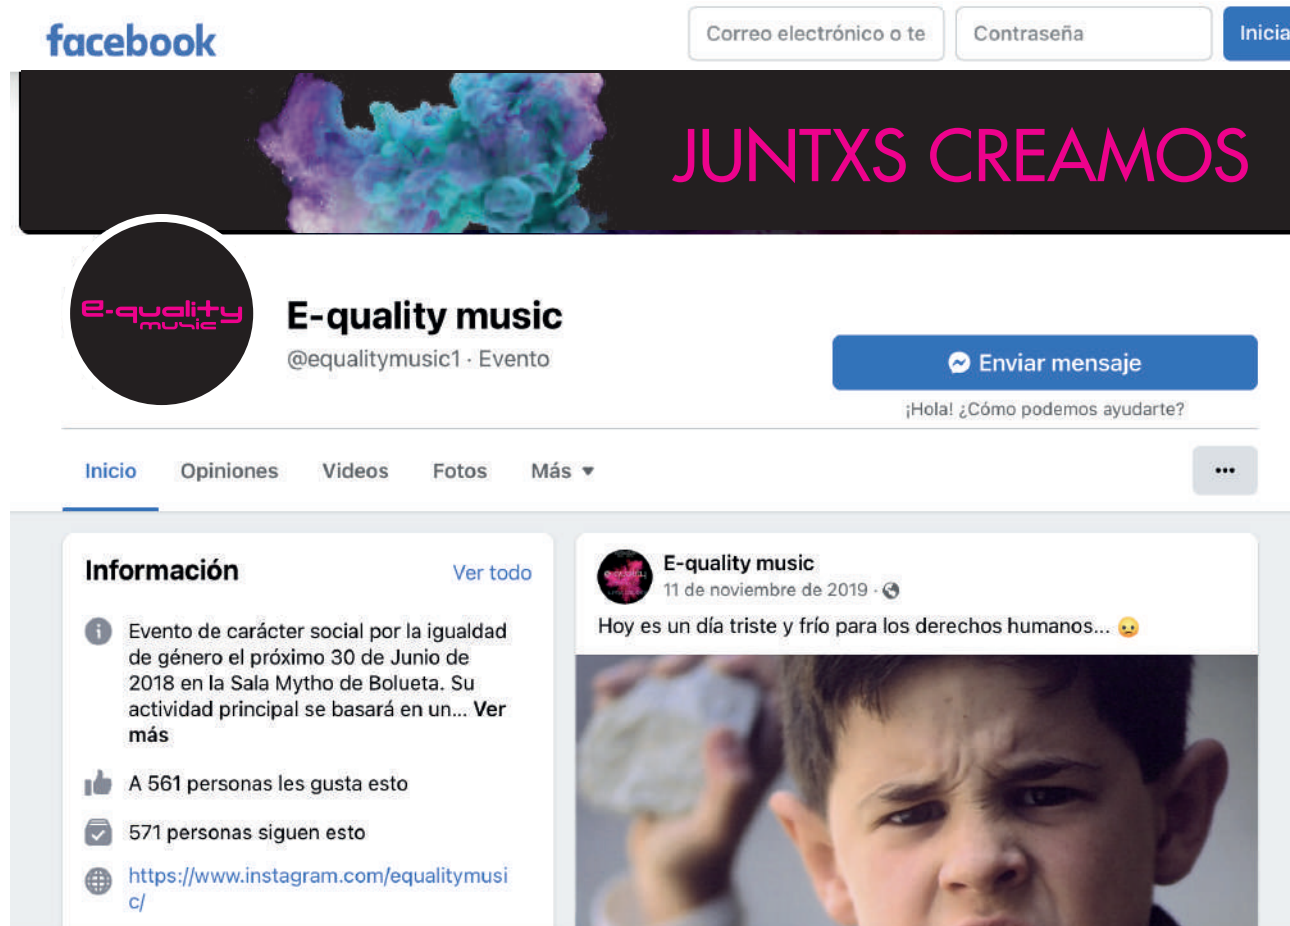 facebook
Correo electrónico o te
Contraseña
Inicia
JUNTXS CREAMOS
e-quality
music
E-quality music
@equalitymusic1 · Evento
Enviar mensaje
¡Hola! ¿Cómo podemos ayudarte?
Inicio
Opiniones
Videos
Fotos
Más
Información
Ver todo
Evento de carácter social por la igualdad
de género el próximo 30 de Junio de
2018 en la Sala Mytho de Bolueta. Su
actividad principal se basará en un... Ver
más
A 561 personas les gusta esto
571 personas siguen esto
https://www.instagram.com/equalitymusi
c/
E-quality music
11 de noviembre de 2019 ·
Hoy es un día triste y frío para los derechos humanos... 😠